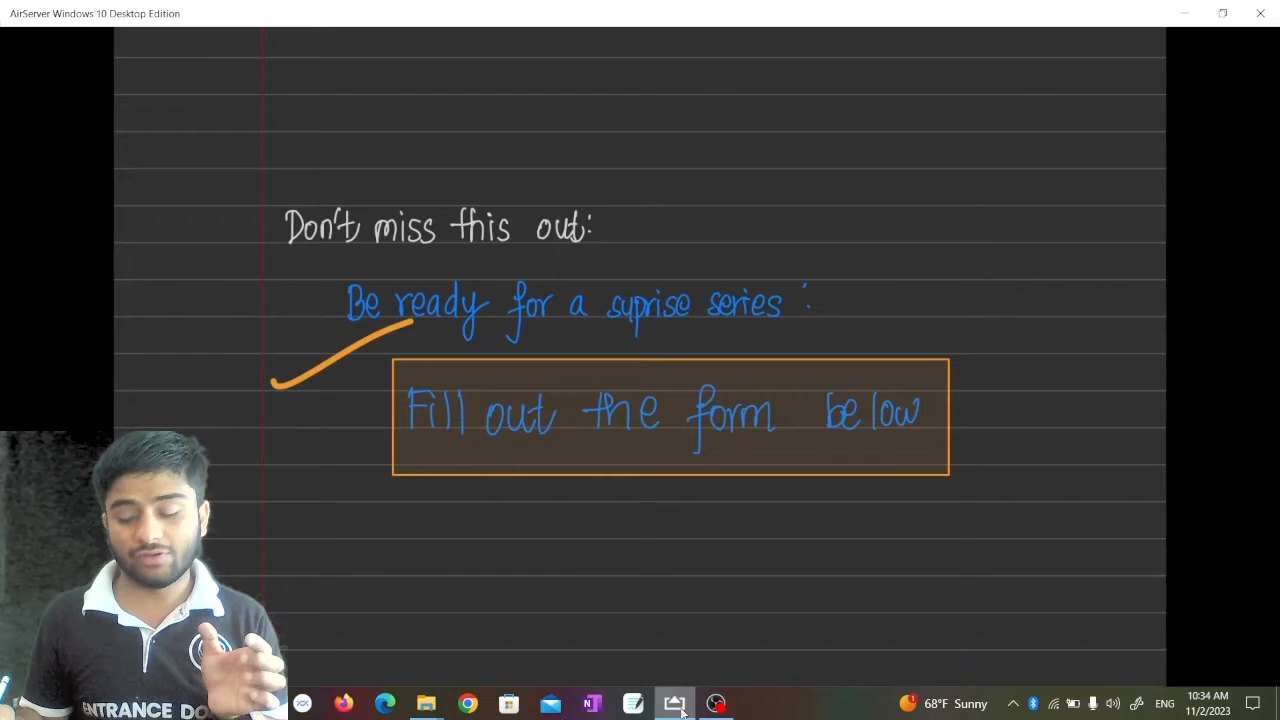 AirServer Windows 10 Desktop Edition
Don't miss this out:
Be ready for a suprise series :
Fill out the form below
ENTRANCE DO
68°F Sunny
ENG
10:34 AM
11/2/2023